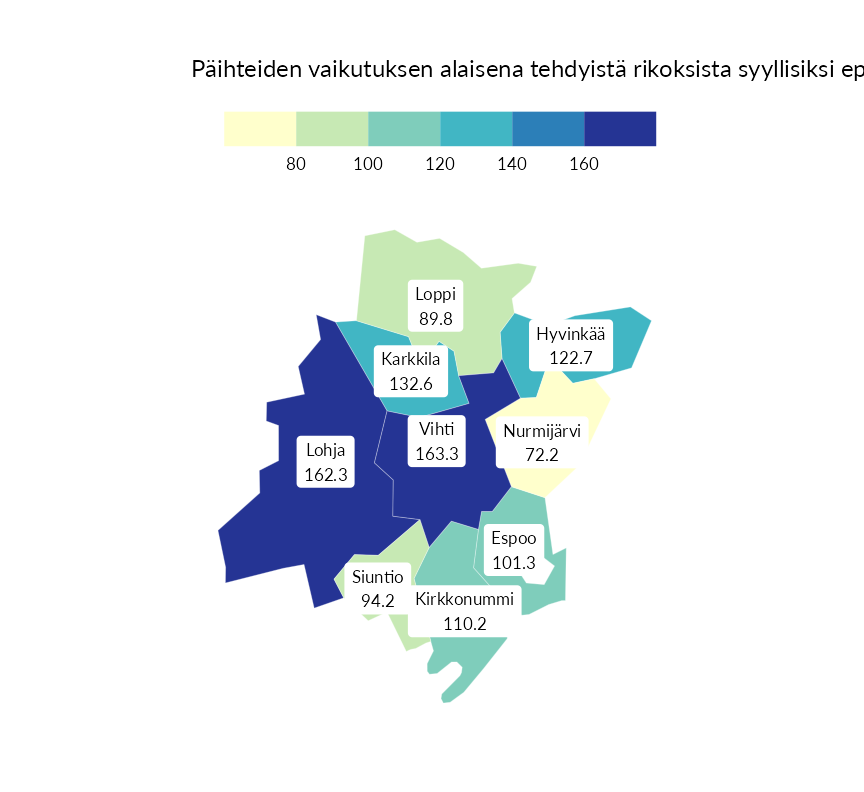 Päihteiden vaikutuksen alaisena tehdyistä rikoksista syyllisiksi ep
80 100 120 140 160
Loppi
89.8
Hyvinkää
122.7
Karkkila
132.6
Vihti
163.3
Nurmijärvi
72.2
Lohja
162.3
Espoo
101.3
Siuntio
94.2
Kirkkonummi
110.2